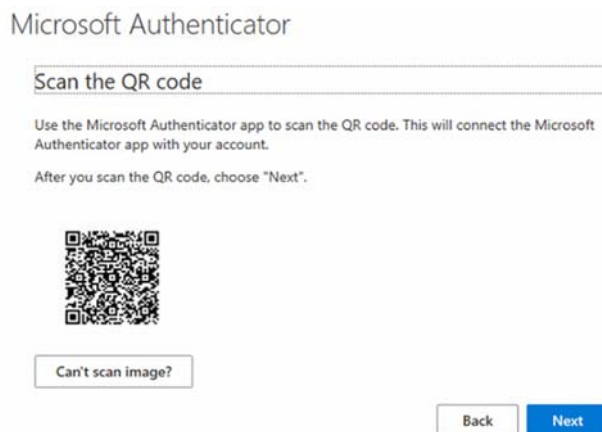 Microsoft Authenticator
Scan the QR code
Use the Microsoft Authenticator app to scan the QR code. This will connect the Microsoft
Authenticator app with your account.
After you scan the QR code, choose "Next".
Can't scan image?
Back
Next